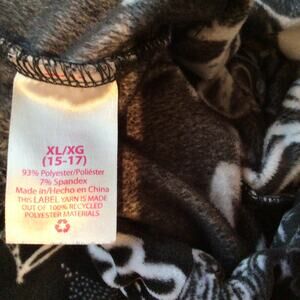 XL/XG
(15-17)
93% Polyester/Poliéster
7% Spandex
Made in/Hecho en China
THIS LABEL YARN IS MADE
OUT OF 100% RECYCLED
POLYESTER MATERIALS